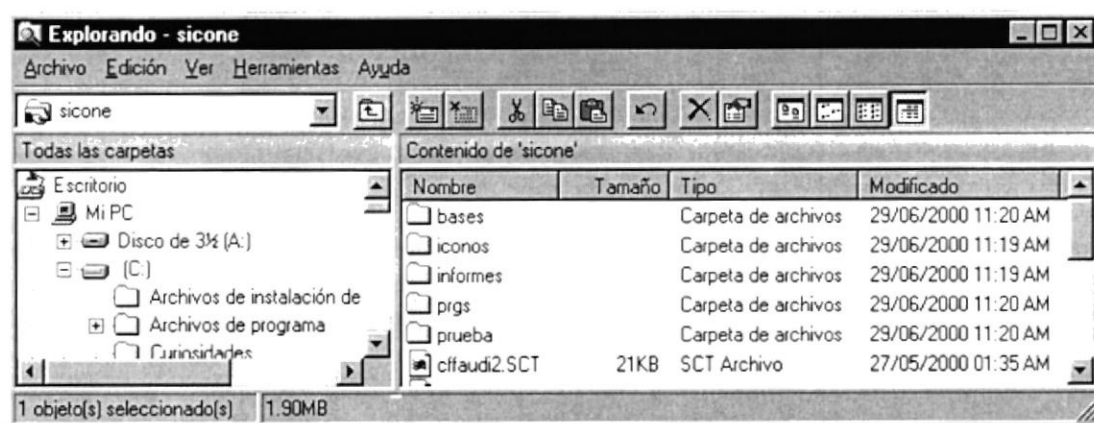 Explorando - sicone
Archivo Edición Ver Herramientas Ayuda
sicone
Todas las carpetas
Contenido de 'sicone'
Escritorio
Mi PC
Disco de 3½ (A:)
(C:)
Archivos de instalación de
Archivos de programa
Curiosidades
Nombre Tamaño Tipo Modificado
bases Carpeta de archivos 29/06/2000 11:20 AM
iconos Carpeta de archivos 29/06/2000 11:19 AM
informes Carpeta de archivos 29/06/2000 11:19 AM
prgs Carpeta de archivos 29/06/2000 11:20 AM
prueba Carpeta de archivos 29/06/2000 11:20 AM
cffaudi2.SCT 21KB SCT Archivo 27/05/2000 01:35 AM
1 objeto(s) seleccionado(s) 1.90MB